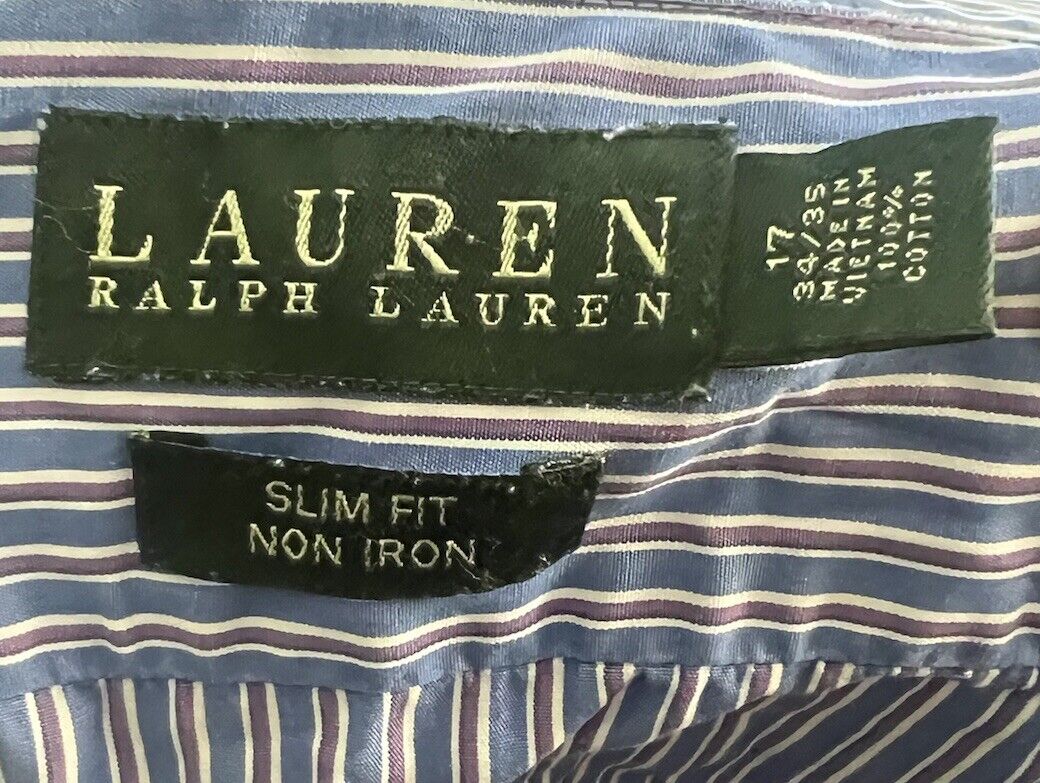 LAUREN
RALPH LAUREN
17
34/35
MADE IN
VIETNAM
100%
COTTON
SLIM FIT
NON IRON